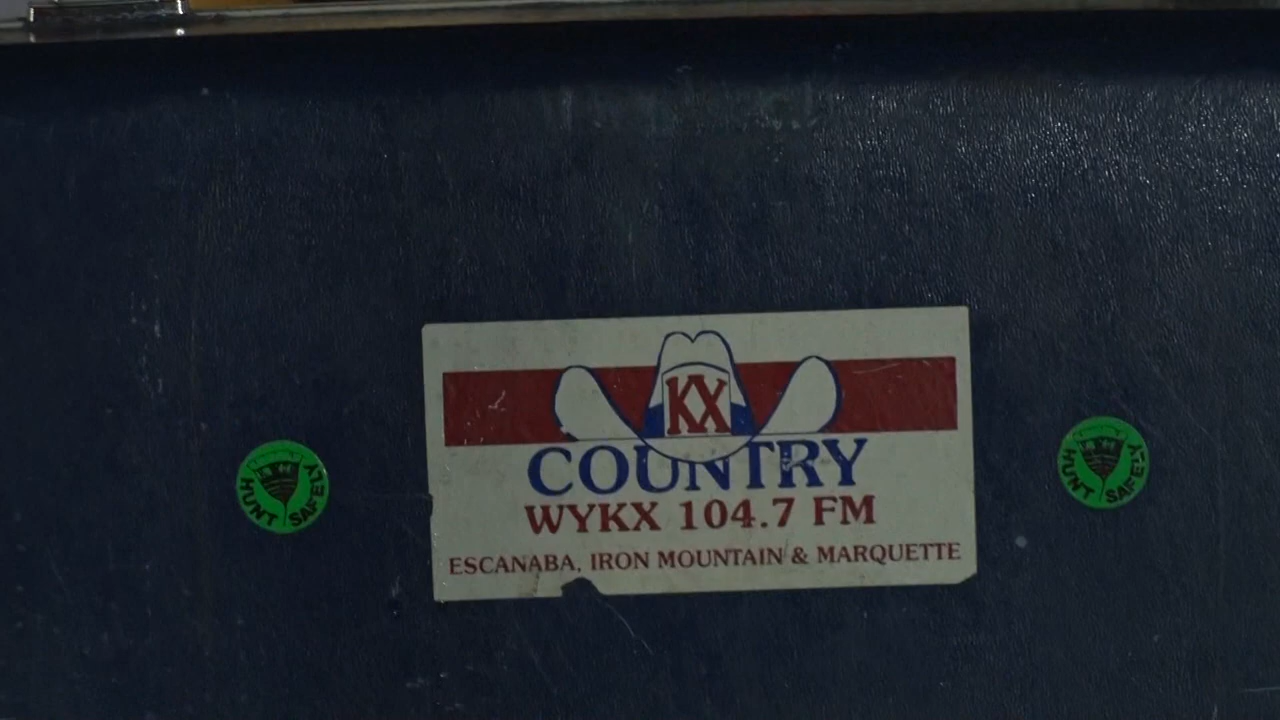 KX
COUNTRY
WYKX 104.7 FM
ESCANABA, IRON MOUNTAIN & MARQUETTE
HUNT SAFELY
HUNT SAFELY